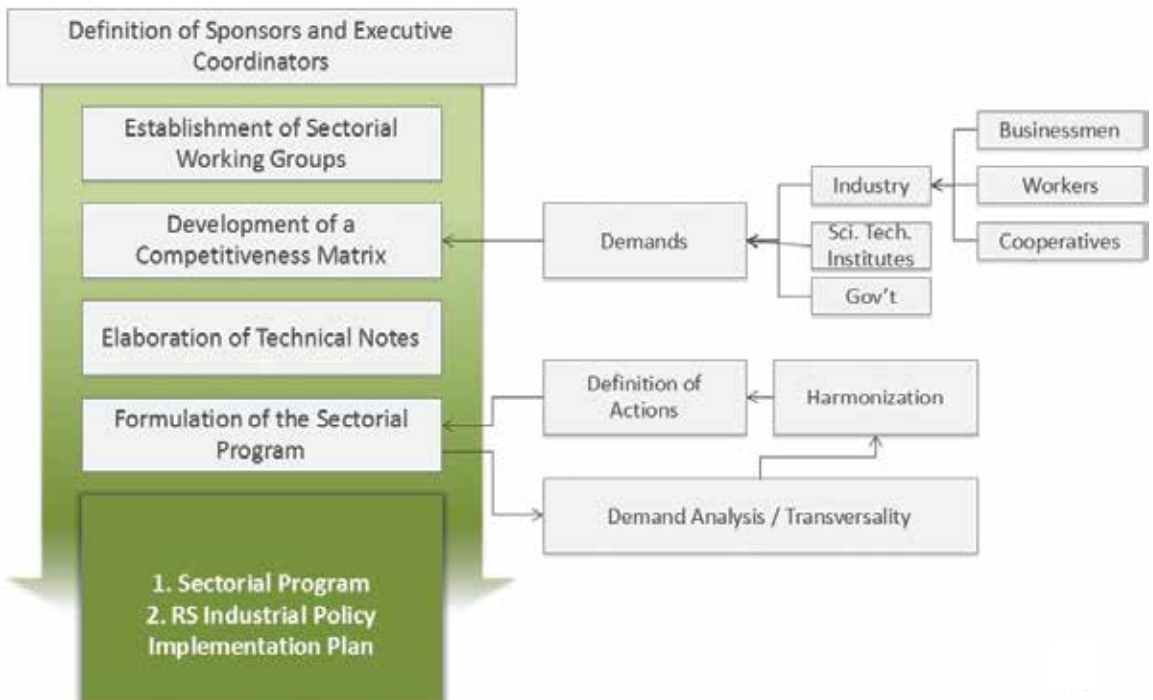 Definition of Sponsors and Executive
Coordinators
Establishment of Sectorial
Working Groups
Development of a
Competitiveness Matrix
Elaboration of Technical Notes
Formulation of the Sectorial
Program
1. Sectorial Program
2. RS Industrial Policy
Implementation Plan
Demands
Industry
Sci. Tech.
Institutes
Gov't
Businessmen
Workers
Cooperatives
Definition of
Actions
Harmonization
Demand Analysis / Transversality